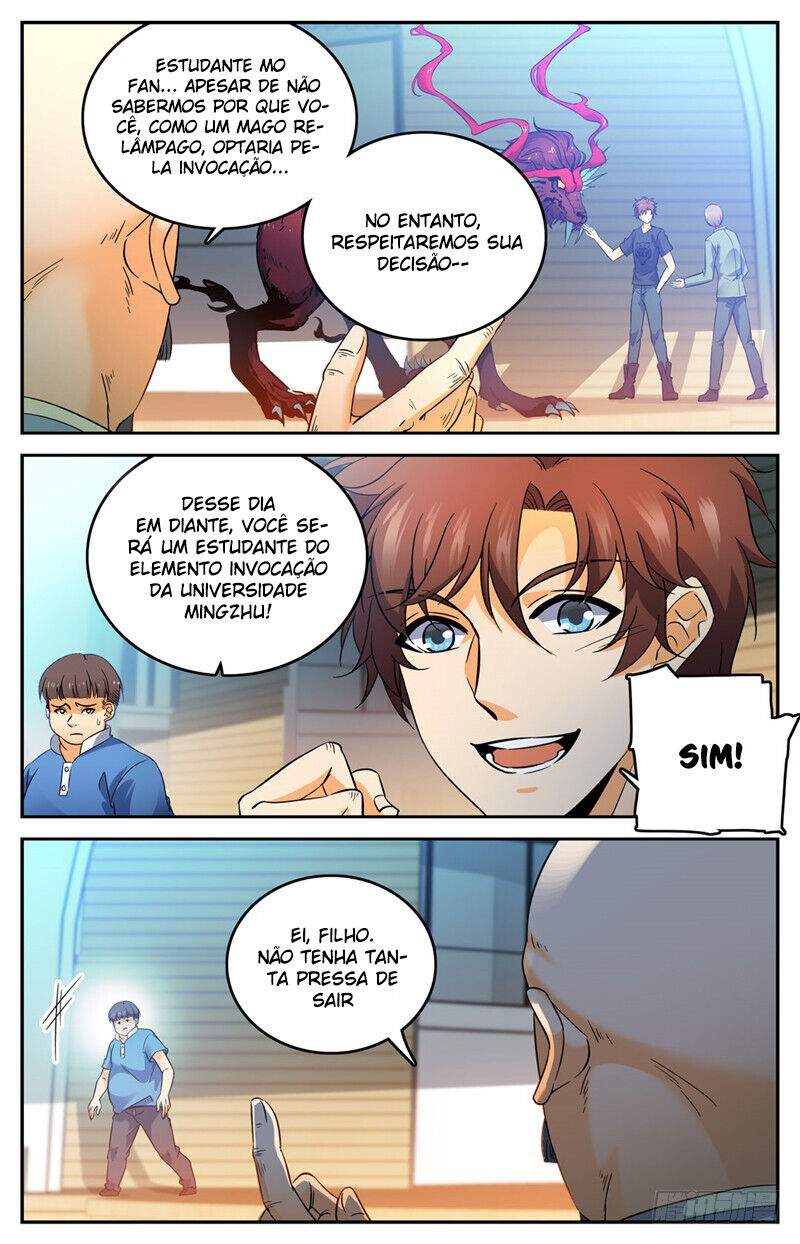 ESTUDANTE MO
FAN... APESAR DE NÃO
SABERMOS POR QUE VO-
CÊ, COMO UM MAGO RE-
LÂMPAGO, OPTARIA PE-
LA INVOCAÇÃO...
NO ENTANTO,
RESPEITAREMOS SUA
DECISÃO--
DESSE DIA
EM DIANTE, VOCÊ SE-
RÁ UM ESTUDANTE DO
ELEMENTO INVOCAÇÃO
DA UNIVERSIDADE
MINGZHU!
SIM!
EI, FILHO.
NÃO TENHA TAN-
TA PRESSA DE
SAIR